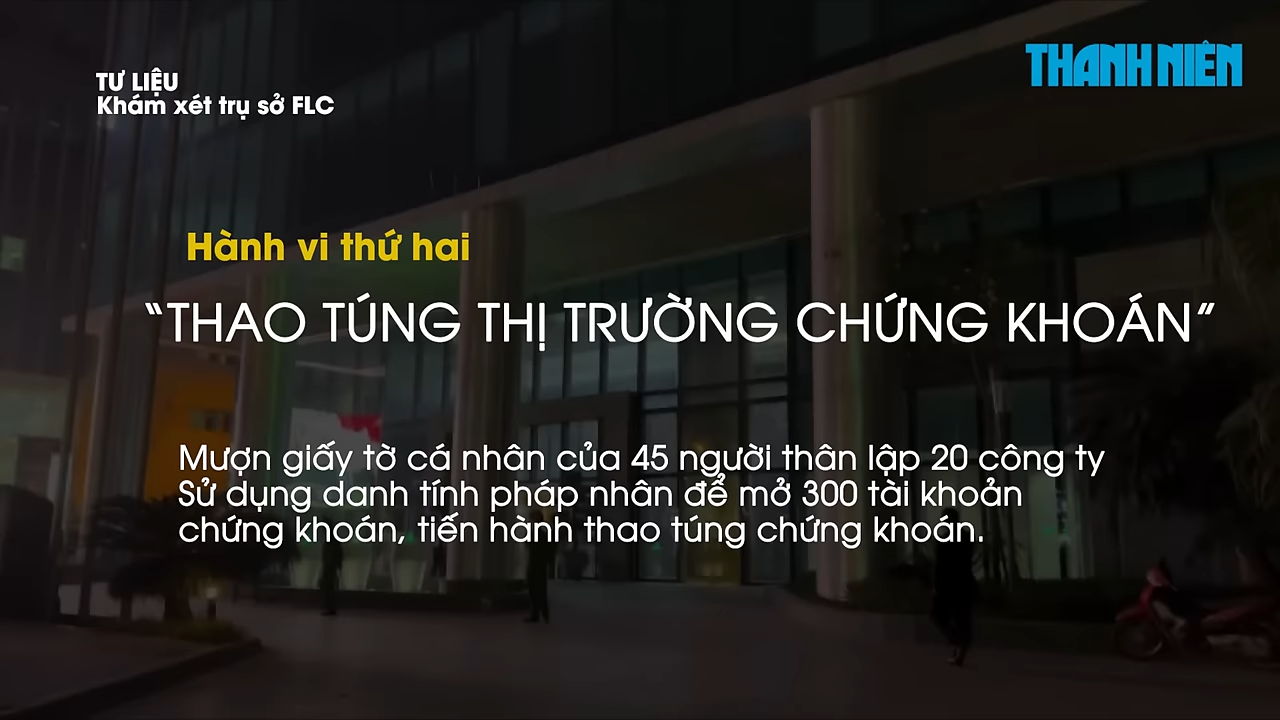 TƯ LIỆU
Khám xét trụ sở FLC
THANH NIÊN
Hành vi thứ hai
“THAO TÚNG THỊ TRƯỜNG CHỨNG KHOÁN”
Mượn giấy tờ cá nhân của 45 người thân lập 20 công ty
Sử dụng danh tính pháp nhân để mở 300 tài khoản
chứng khoán, tiến hành thao túng chứng khoán.